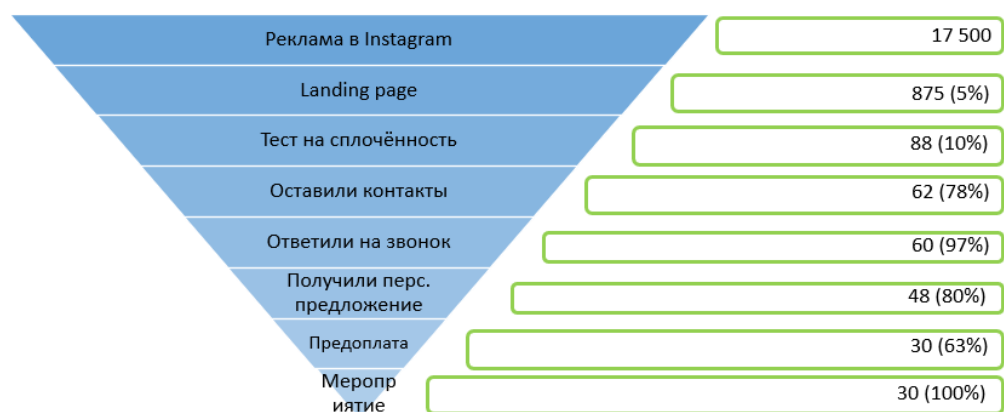 Реклама в Instagram
17 500
Landing page
875 (5%)
Тест на сплочённость
88 (10%)
Оставили контакты
62 (78%)
Ответили на звонок
60 (97%)
Получили перс.
предложение
48 (80%)
Предоплата
30 (63%)
Меропр
иятие
30 (100%)